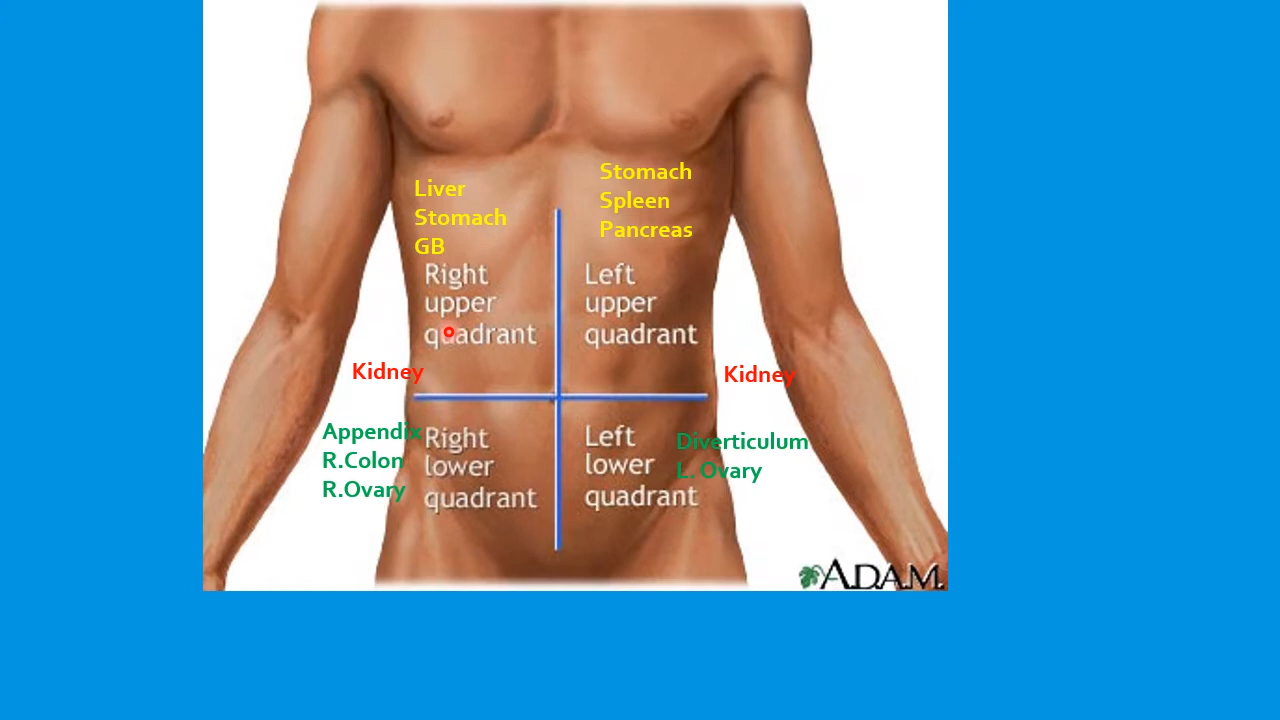 Liver
Stomach
GB
Stomach
Spleen
Pancreas
Right
upper
quadrant
Left
upper
quadrant
Kidney
Kidney
Appendix
R.Colon
R.Ovary
Right
lower
quadrant
Left
lower
quadrant
Diverticulum
L. Ovary
A.D.A.M.